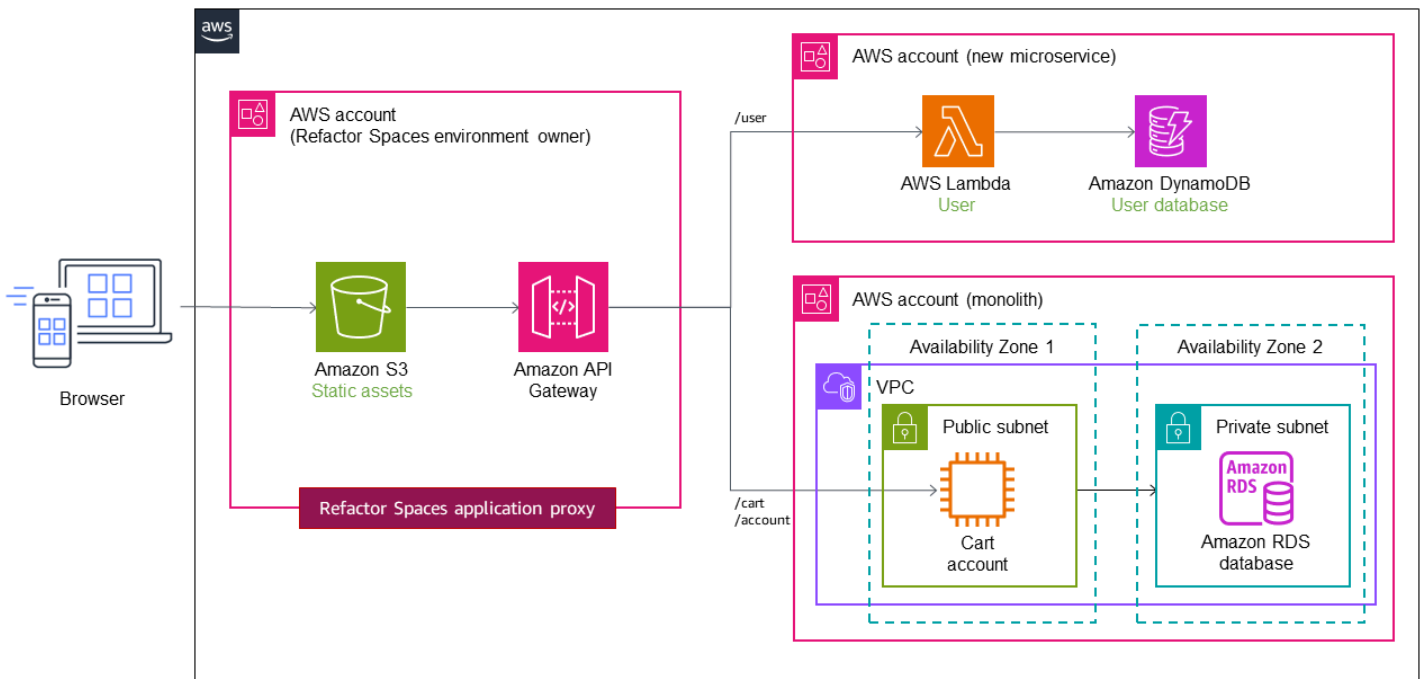 aws
AWS account (new microservice)
AWS account
(Refactor Spaces environment owner)
/user
AWS Lambda
User
Amazon DynamoDB
User database
Browser
Amazon S3
Static assets
</>
Amazon API
Gateway
Refactor Spaces application proxy
/cart
/account
AWS account (monolith)
Availability Zone 1
Availability Zone 2
VPC
Public subnet
Private subnet
Cart
account
Amazon
RDS
Amazon RDS
database